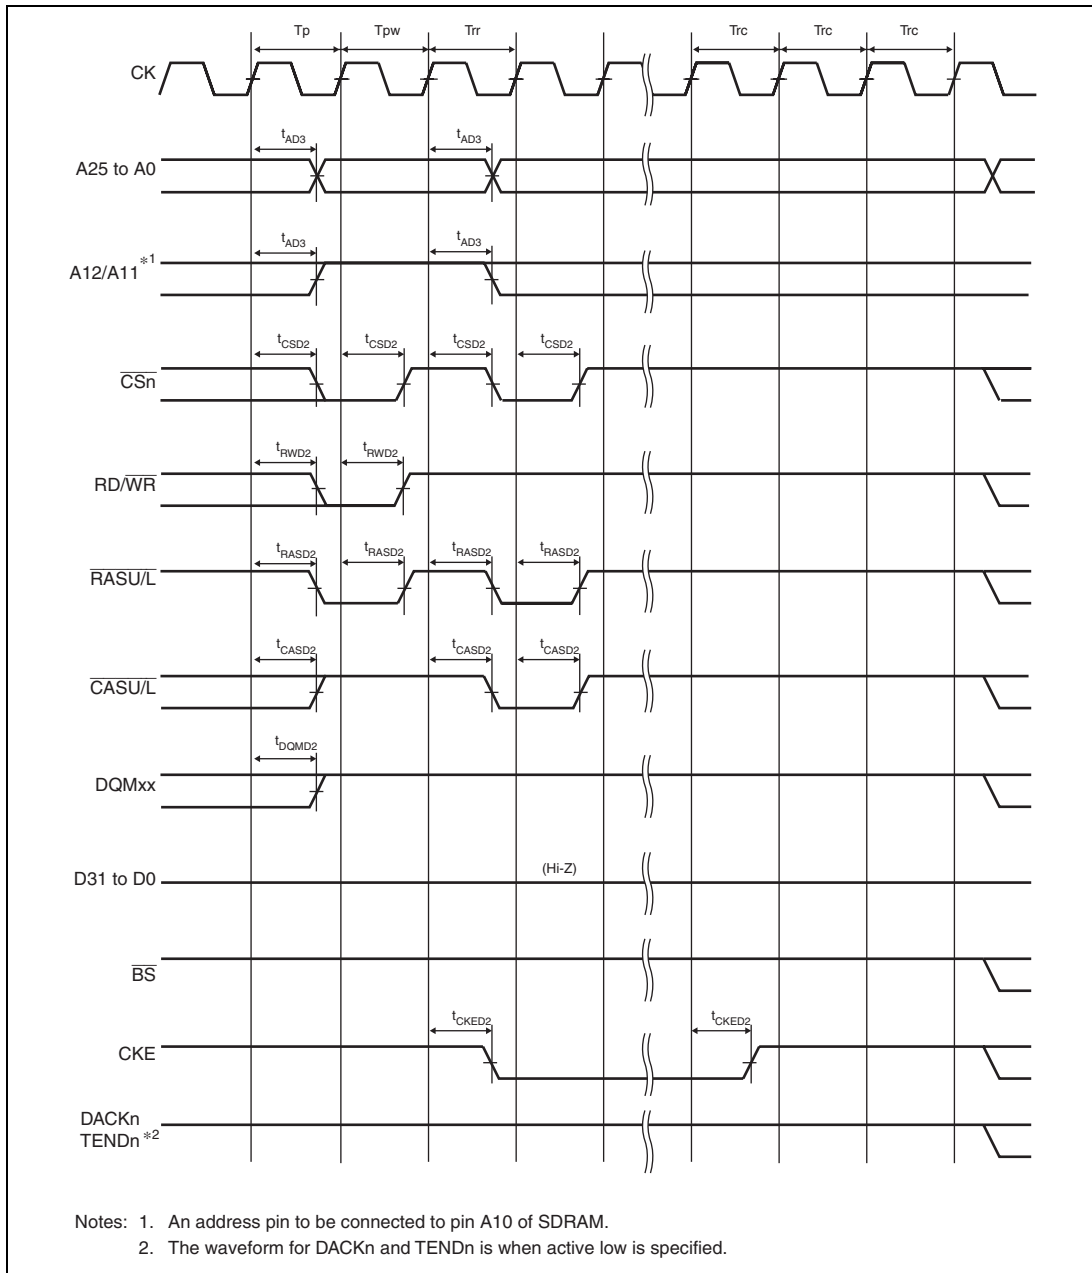 Tp Tpw Trr Trc Trc Trc
CK
tAD3 tAD3
A25 to A0
tAD3 tAD3
A12/A11 *1
tCSD2 tCSD2 tCSD2 tCSD2
CSn
tRWD2 tRWD2
RD/WR
tRASD2 tRASD2 tRASD2 tRASD2
RASU/L
tCASD2 tCASD2 tCASD2
CASU/L
tDQMD2
DQMxx
(Hi-Z)
D31 to D0
BS
tCKED2 tCKED2
CKE
DACKn
TENDn *2
Notes: 1. An address pin to be connected to pin A10 of SDRAM.
2. The waveform for DACKn and TENDn is when active low is specified.